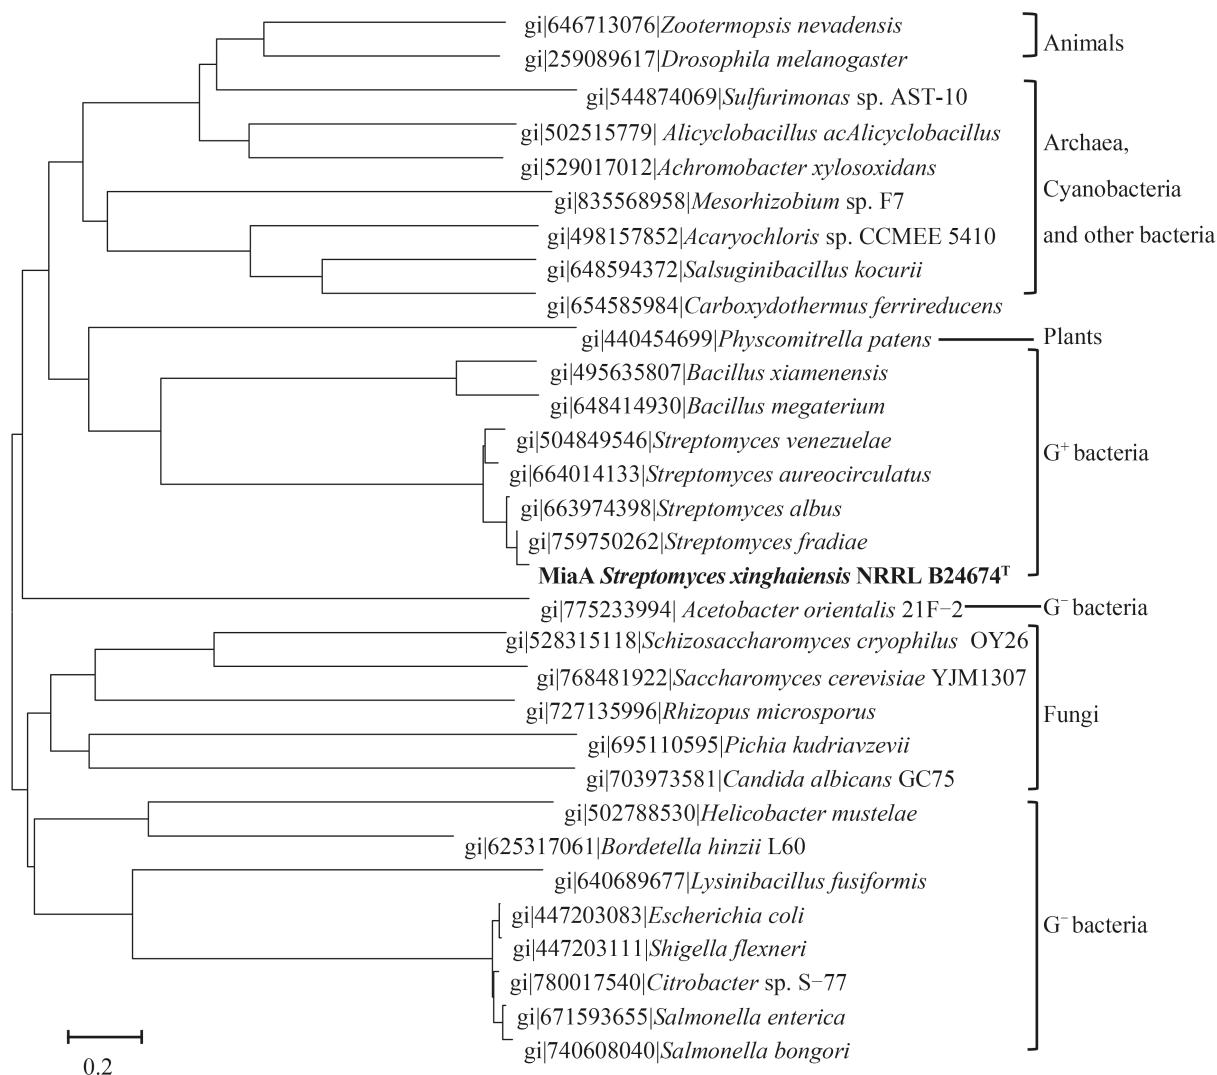 gi|646713076|Zootermopsis nevadensis
gi|259089617|Drosophila melanogaster
Animals
gi|544874069|Sulfurimonas sp. AST-10
gi|502515779| Alicyclobacillus acAlicyclobacillus
gi|529017012|Achromobacter xylosoxidans
gi|835568958|Mesorhizobium sp. F7
gi|498157852|Acaryochloris sp. CCMEE 5410
gi|648594372|Salsuginibacillus kocurii
gi|654585984|Carboxydothermus ferrireducens
Archaea,
Cyanobacteria
and other bacteria
gi|440454699|Physcomitrella patens
Plants
gi|495635807|Bacillus xiamenensis
gi|648414930|Bacillus megaterium
gi|504849546|Streptomyces venezuelae
gi|664014133|Streptomyces aureocirculatus
gi|663974398|Streptomyces albus
gi|759750262|Streptomyces fradiae
MiaA Streptomyces xinghaiensis NRRL B24674ᵀ
G⁺ bacteria
gi|775233994| Acetobacter orientalis 21F−2
G⁻ bacteria
gi|528315118|Schizosaccharomyces cryophilus OY26
gi|768481922|Saccharomyces cerevisiae YJM1307
gi|727135996|Rhizopus microsporus
gi|695110595|Pichia kudriavzevii
gi|703973581|Candida albicans GC75
Fungi
gi|502788530|Helicobacter mustelae
gi|625317061|Bordetella hinzii L60
gi|640689677|Lysinibacillus fusiformis
gi|447203083|Escherichia coli
gi|447203111|Shigella flexneri
gi|780017540|Citrobacter sp. S−77
gi|671593655|Salmonella enterica
gi|740608040|Salmonella bongori
G⁻ bacteria
0.2